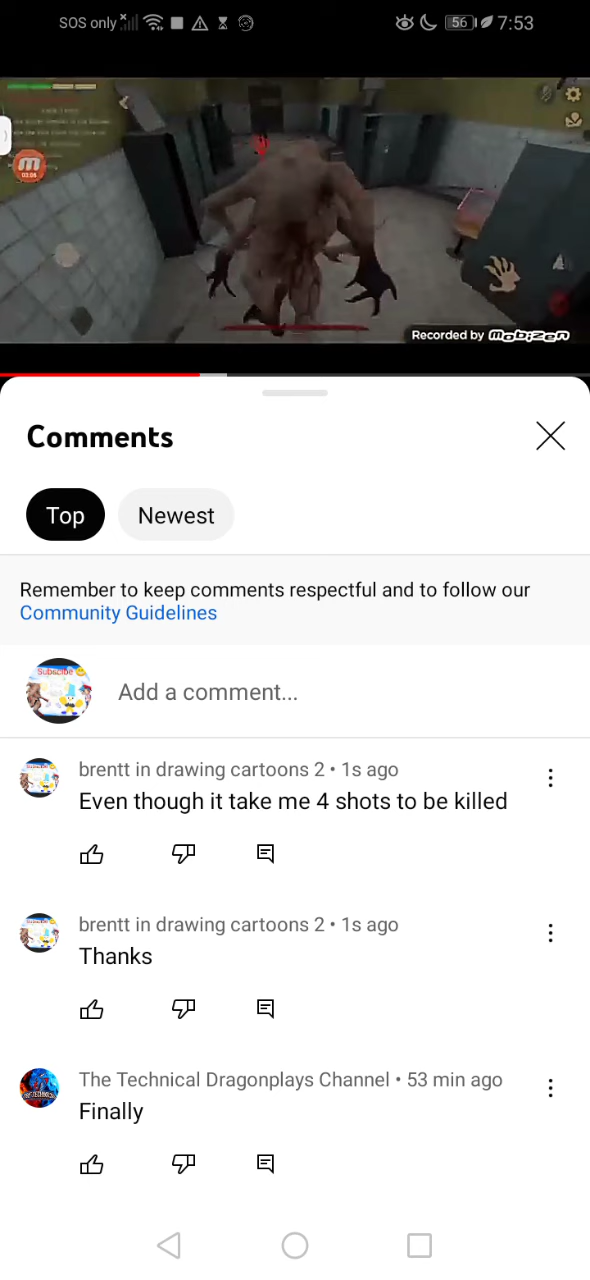 SOS only
56
7:53
03:06
Recorded by Mobizen
Comments
Top
Newest
Remember to keep comments respectful and to follow our
Community Guidelines
Subscribe
Add a comment...
brentt in drawing cartoons 2 • 1s ago
Even though it take me 4 shots to be killed
brentt in drawing cartoons 2 • 1s ago
Thanks
The Technical Dragonplays Channel • 53 min ago
Finally